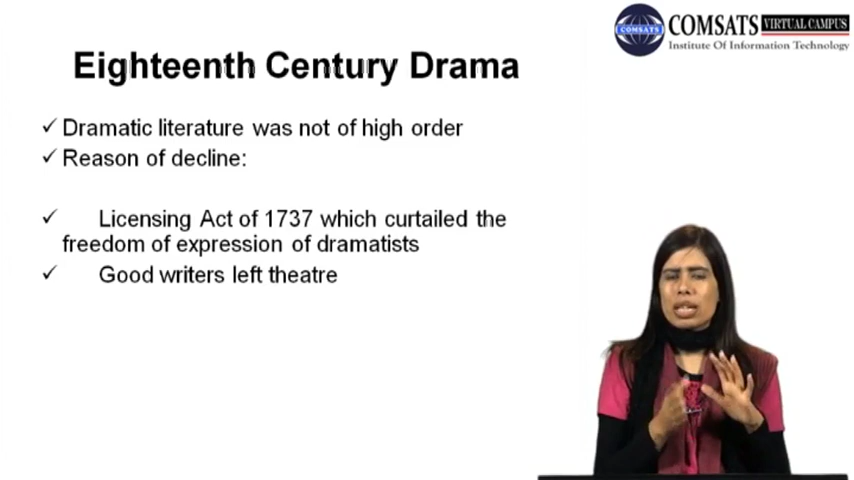 COMSATS VIRTUAL CAMPUS
COMSATS
Institute Of Information Technology
Eighteenth Century Drama
✓ Dramatic literature was not of high order
✓ Reason of decline:
✓ Licensing Act of 1737 which curtailed the
freedom of expression of dramatists
✓ Good writers left theatre